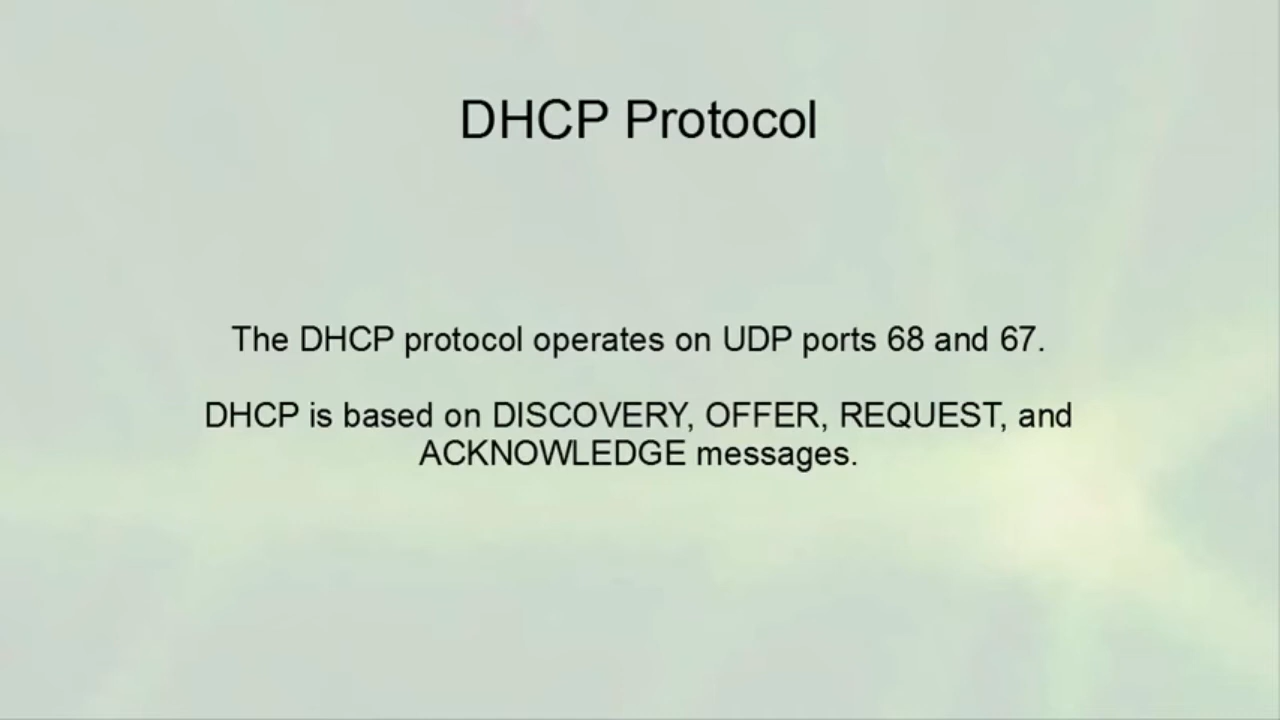 DHCP Protocol
The DHCP protocol operates on UDP ports 68 and 67.
DHCP is based on DISCOVERY, OFFER, REQUEST, and
ACKNOWLEDGE messages.